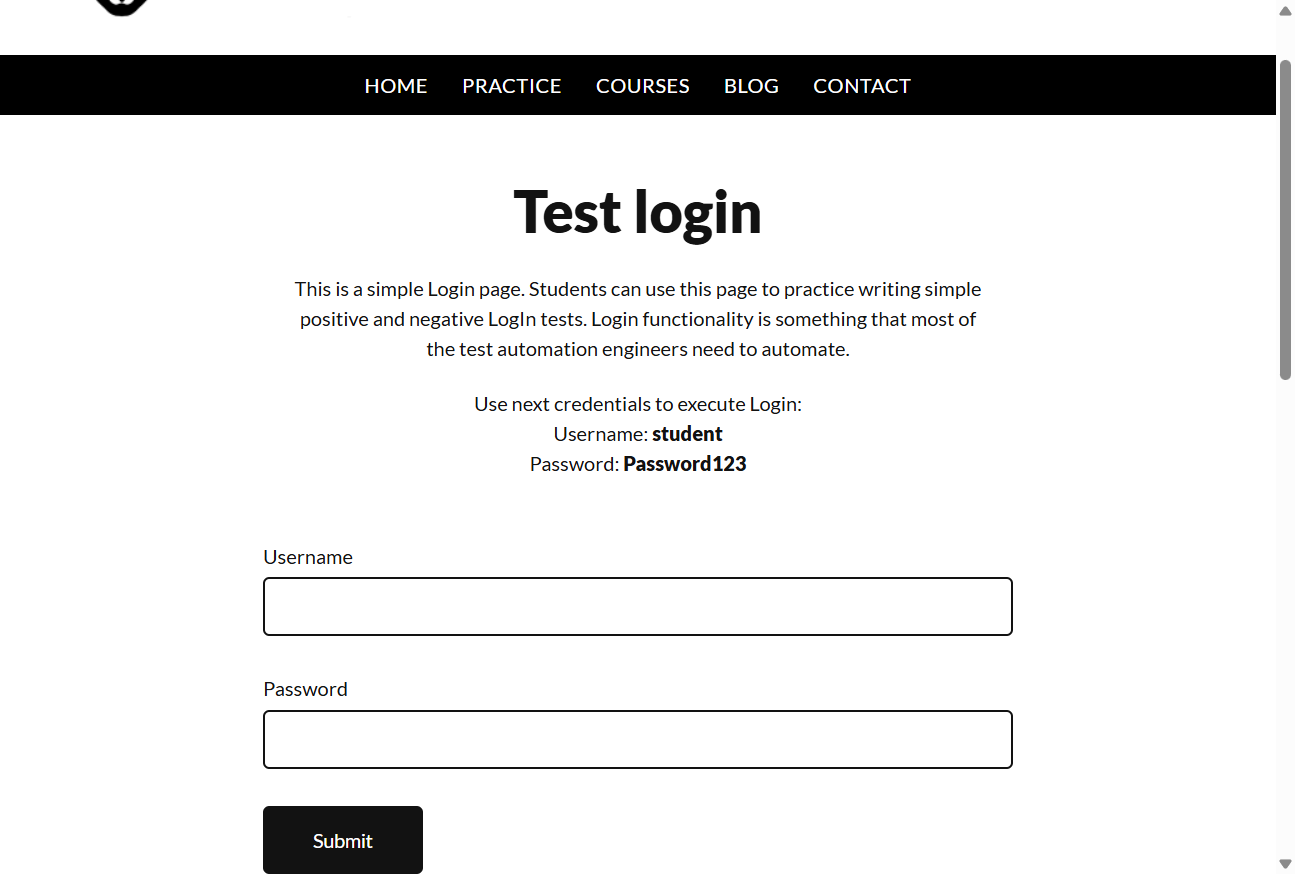 HOME PRACTICE COURSES BLOG CONTACT
Test login
This is a simple Login page. Students can use this page to practice writing simple
positive and negative LogIn tests. Login functionality is something that most of
the test automation engineers need to automate.
Use next credentials to execute Login:
Username: student
Password: Password123
Username
Password
Submit